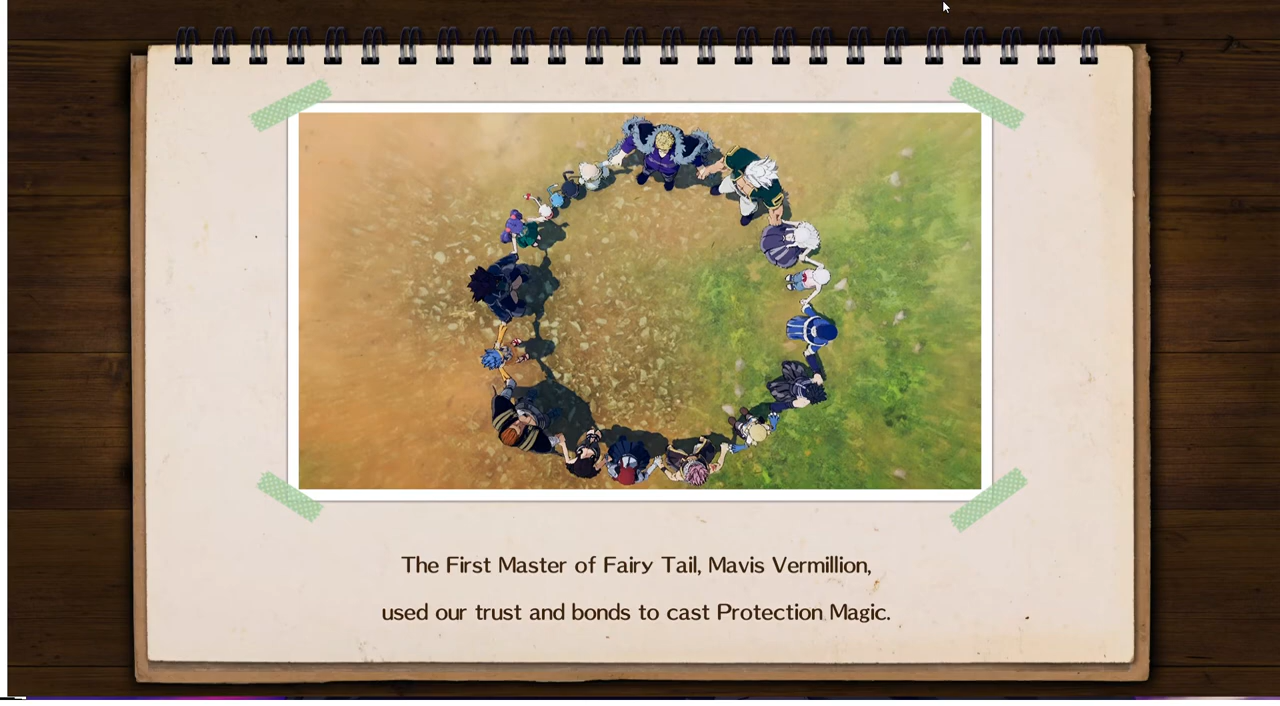 The First Master of Fairy Tail, Mavis Vermillion,
used our trust and bonds to cast Protection Magic.